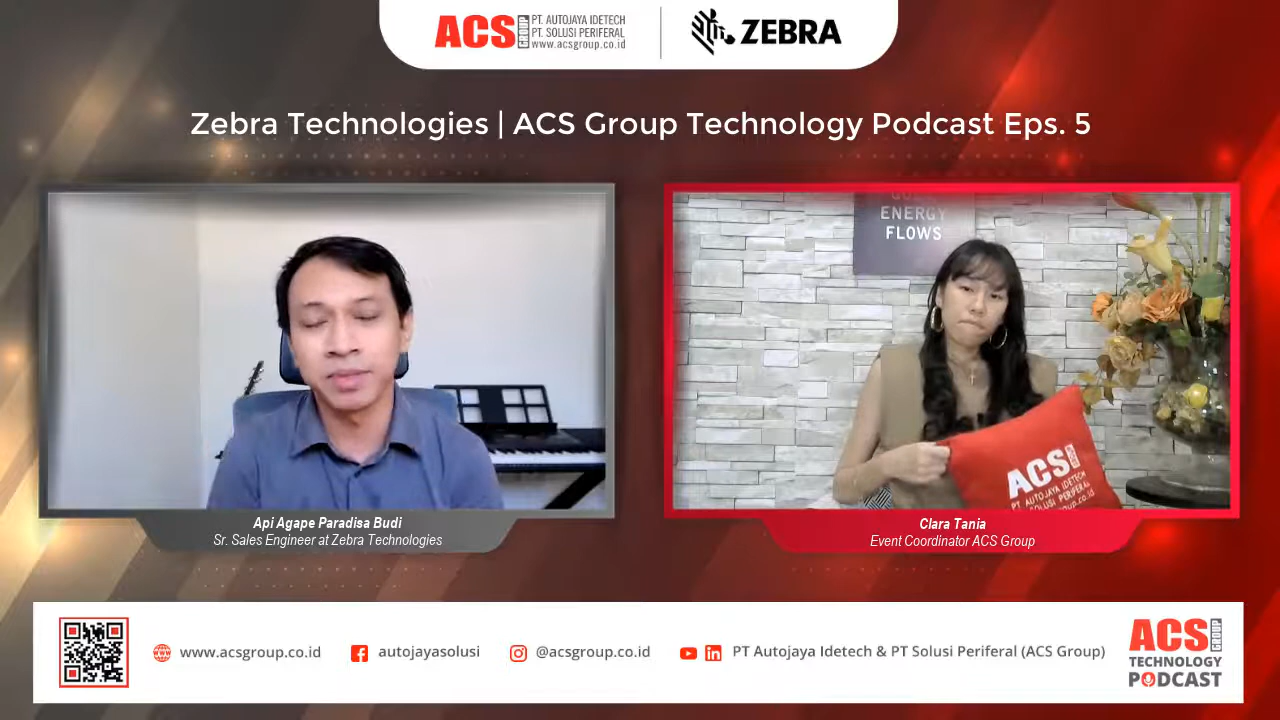 ACS GROUP PT. AUTOJAYA IDETECH
PT. SOLUSI PERIFERAL
www.acsgroup.co.id
ZEBRA
Zebra Technologies | ACS Group Technology Podcast Eps. 5
ENERGY
FLOWS
ACS GROUP
PT AUTOJAYA IDETECH
SOLUSI PERIFERAL
Api Agape Paradisa Budi
Sr. Sales Engineer at Zebra Technologies
Clara Tania
Event Coordinator ACS Group
www.acsgroup.co.id
autojayasolusi
@acsgroup.co.id
PT Autojaya Idetech & PT Solusi Periferal (ACS Group)
ACS GROUP
TECHNOLOGY
PODCAST